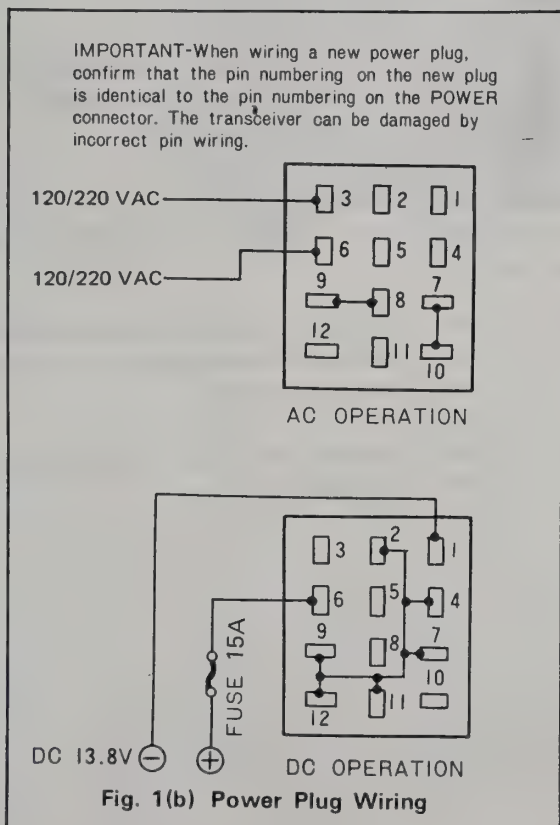 IMPORTANT-When wiring a new power plug,
confirm that the pin numbering on the new plug
is identical to the pin numbering on the POWER
connector. The transceiver can be damaged by
incorrect pin wiring.
120/220 VAC
3 2 1
6 5 4
120/220 VAC
9 8 7
12 11 10
AC OPERATION
3 2 1
6 5 4
9 8 7
12 11 10
FUSE 15A
DC 13.8V - +
DC OPERATION
Fig. 1(b) Power Plug Wiring